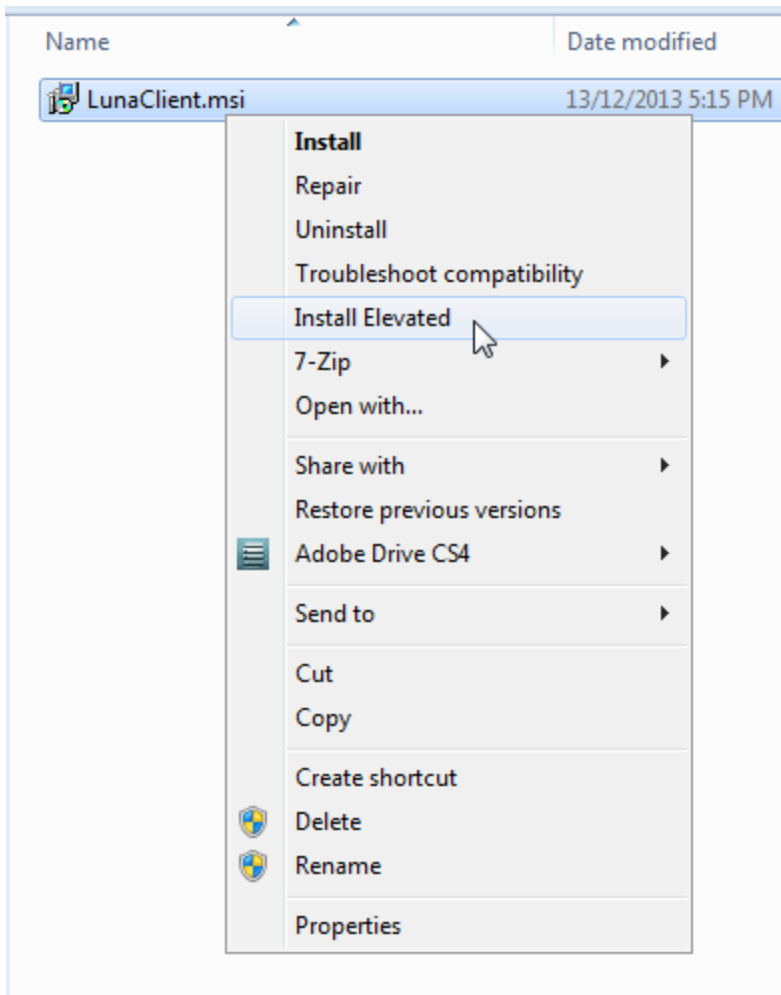 Name Date modified
LunaClient.msi 13/12/2013 5:15 PM
Install
Repair
Uninstall
Troubleshoot compatibility
Install Elevated
7-Zip
Open with...
Share with
Restore previous versions
Adobe Drive CS4
Send to
Cut
Copy
Create shortcut
Delete
Rename
Properties